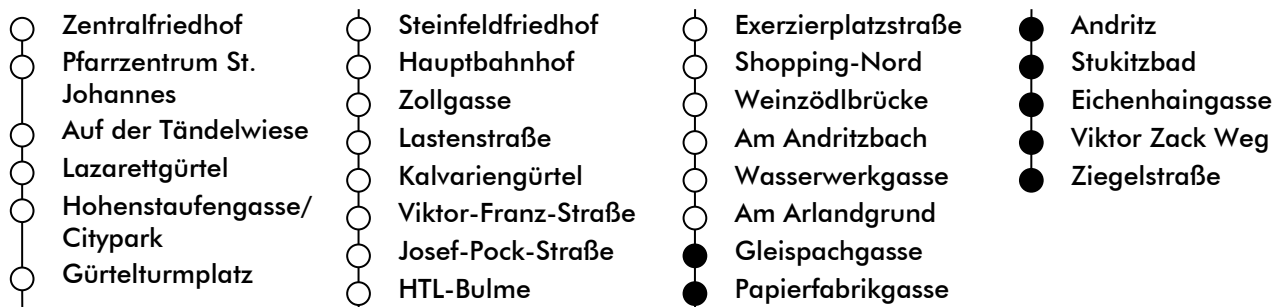 Zentralfriedhof
Pfarrzentrum St.
Johannes
Auf der Tändelwiese
Lazarettgürtel
Hohenstaufengasse/
Citypark
Gürtelturmplatz
Steinfeldfriedhof
Hauptbahnhof
Zollgasse
Lastenstraße
Kalvariengürtel
Viktor-Franz-Straße
Josef-Pock-Straße
HTL-Bulme
Exerzierplatzstraße
Shopping-Nord
Weinzödlbrücke
Am Andritzbach
Wasserwerkgasse
Am Arlandgrund
Gleispachgasse
Papierfabrikgasse
Andritz
Stukitzbad
Eichenhaingasse
Viktor Zack Weg
Ziegelstraße